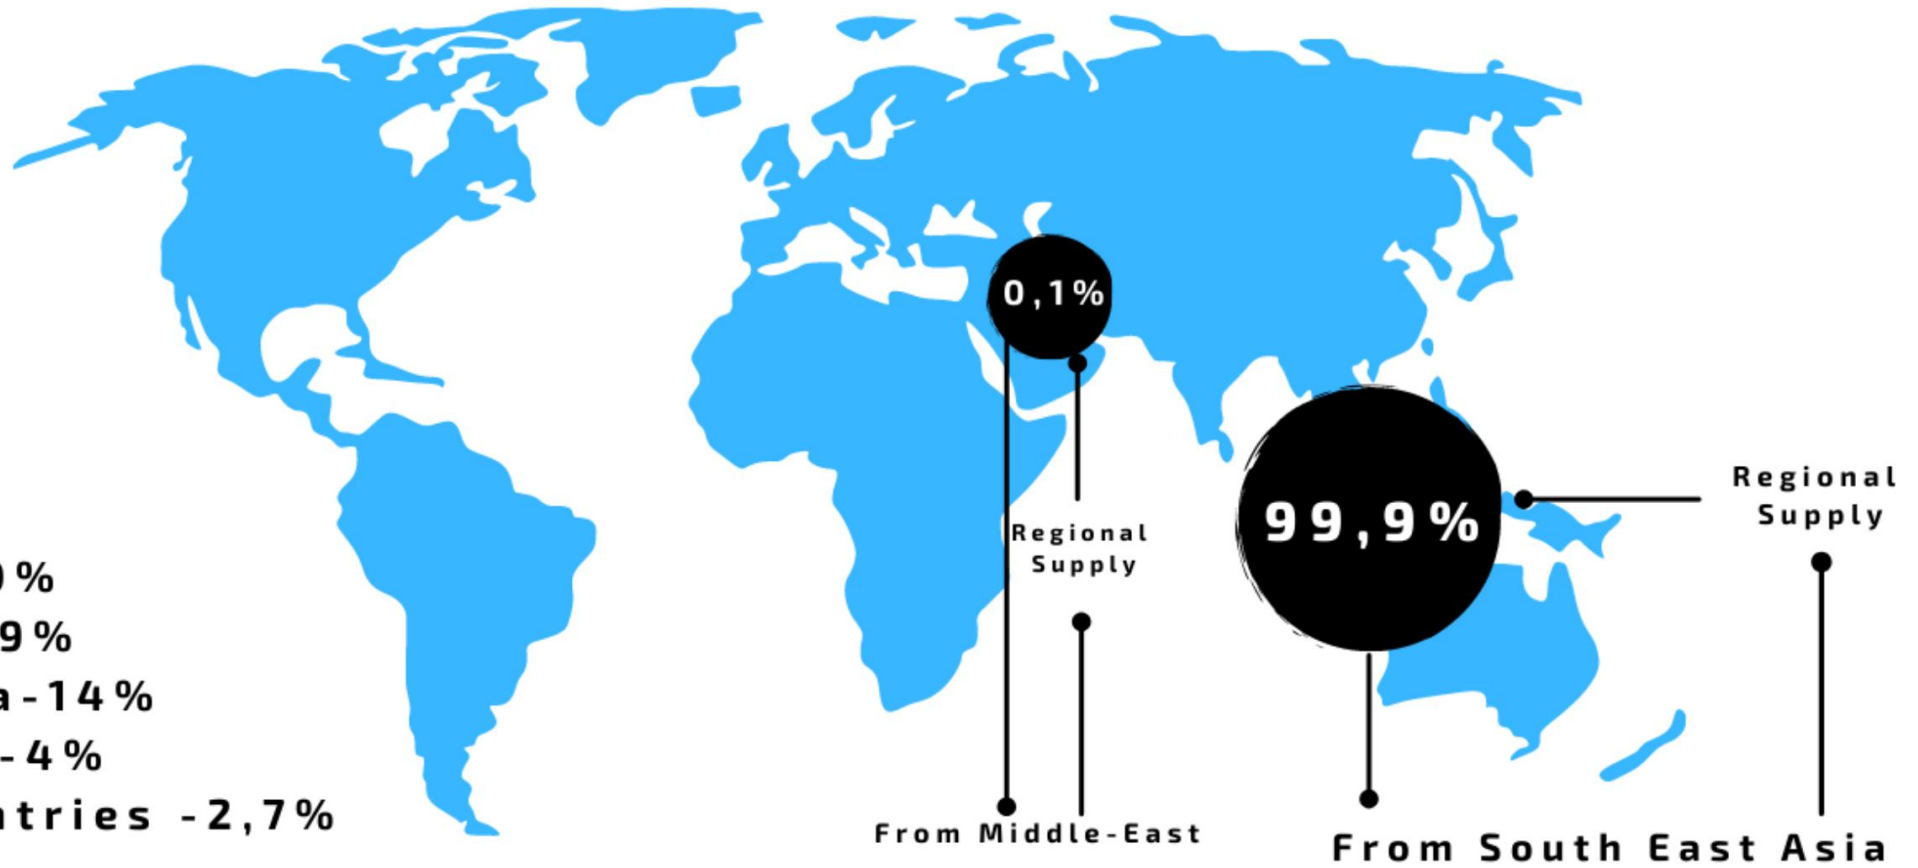 0,1%
99,9%
Regional
Supply
Regional
Supply
%
9%
-14%
-4%
-2,7%
From Middle-East
From South East Asia